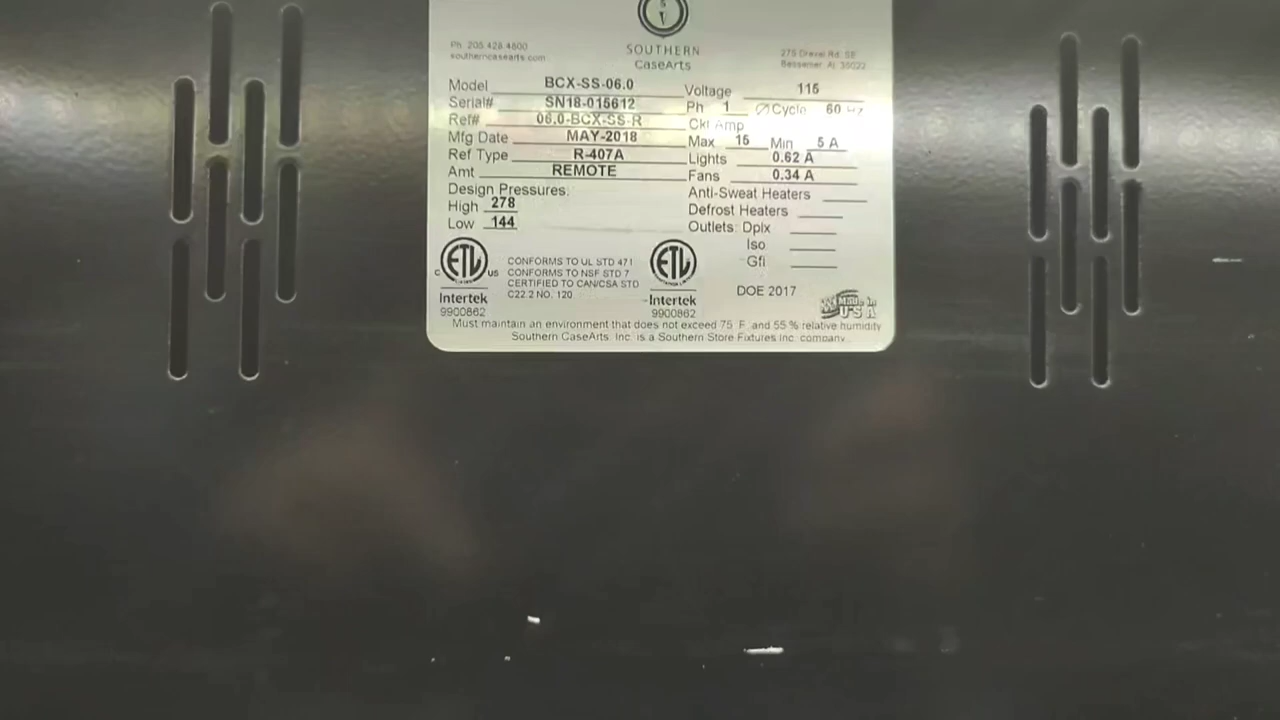 S
V
SOUTHERN
CaseArts
Ph. 205.428.4800
southerncasearts.com
275 Drexel Rd. SE
Bessemer, Al. 35022
Model BCX-SS-06.0
Serial# SN18-015612
Ref# 06.0-BCX-SS-R
Mfg Date MAY-2018
Ref Type R-407A
Amt REMOTE
Design Pressures:
High 278
Low 144
Voltage 115
Ph 1 ∅ Cycle 60 Hz
Ckt Amp
Max 15 Min 5 A
Lights 0.62 A
Fans 0.34 A
Anti-Sweat Heaters
Defrost Heaters
Outlets: Dplx
Iso
Gfi
C ETL US
Intertek
9900862
CONFORMS TO UL STD 471
CONFORMS TO NSF STD 7
CERTIFIED TO CAN/CSA STD
C22.2 NO. 120
ETL
Intertek
9900862
DOE 2017
MADE in
U S A
Must maintain an environment that does not exceed 75 F and 55 % relative humidity
Southern CaseArts, Inc. is a Southern Store Fixtures Inc. company.